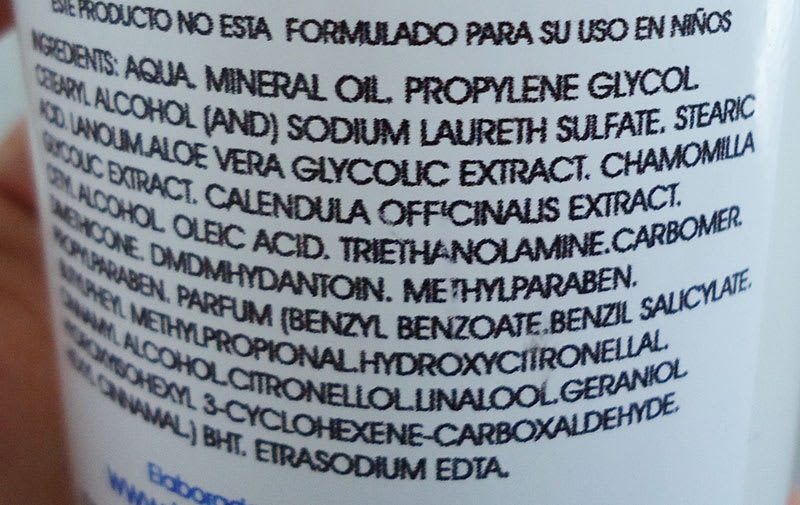 ESTE PRODUCTO NO ESTA FORMULADO PARA SU USO EN NIÑOS
INGREDIENTS: AQUA. MINERAL OIL. PROPYLENE GLYCOL.
CETEARYL ALCOHOL (AND) SODIUM LAURETH SULFATE. STEARIC
ACID. LANOLIM.ALOE VERA GLYCOLIC EXTRACT. CHAMOMILLA
GLYCOLIC EXTRACT. CALENDULA OFFICINALIS EXTRACT.
CETYL ALCOHOL. OLEIC ACID. TRIETHANOLAMINE.CARBOMER.
DIMETHICONE. DMDMHYDANTOIN. METHYLPARABEN.
PROPYLPARABEN. PARFUM (BENZYL BENZOATE.BENZIL SALICYLATE.
BUTYLPHEYL METHYLPROPIONAL.HYDROXYCITRONELLAL.
CINNAMYL ALCOHOL.CITRONELLOL.LINALOOL.GERANIOL
HYDROXYISOHEXYL 3-CYCLOHEXENE-CARBOXALDEHYDE.
HEXYL CINNAMAL.) BHT. ETRASODIUM EDTA.